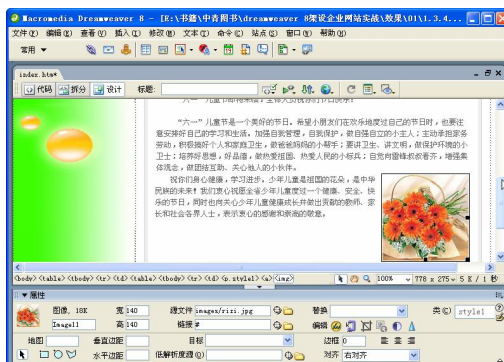 Macromedia Dreamweaver 8 - [E:\书籍\中青图书\dreamweaver 8架设企业网站实战\效果\01\1.3.4...
文件(F) 编辑(E) 查看(V) 插入(I) 修改(M) 文本(T) 命令(C) 站点(S) 窗口(W) 帮助(H)
常用
index.htm*
代码 拆分 设计 标题:
“六一”儿童节是一个美好的节日。希望小朋友们在欢乐地度过自己的节日时，也要注
意安排好自己的学习和生活，加强自我管理，自我保护，做自强自立的小主人；主动承担家务
劳动，积极搞好个人和家庭卫生，做爸爸妈妈的小帮手；要讲卫生、讲文明，做保护环境的小
卫士；培养好思想，好品德，做热爱祖国、热爱人民的小标兵；自觉向雷锋叔叔看齐，增强集
体观念，做团结互助、关心他人的小伙伴。
祝你们身心健康，学习进步。少年儿童是祖国的花朵，是中华
民族的未来！我们衷心祝愿全省少年儿童度过一个健康、安全、快
乐的节日，同时也向关心少年儿童健康成长并做出贡献的教师、家
长和社会各界人士，表示衷心的感谢和崇高的敬意。
<body><table><tbody><tr><td><table><tbody><tr><td><p.style1><a><img> 100% 778 x 275 5 K / 1 秒
属性
图像, 18K 宽 140 源文件 images/rizi.jpg 替换 类(C) style1
Image11 高 140 链接 # 编辑
地图 垂直边距 目标 边框 0
水平边距 低解析度源(O) 对齐 右对齐